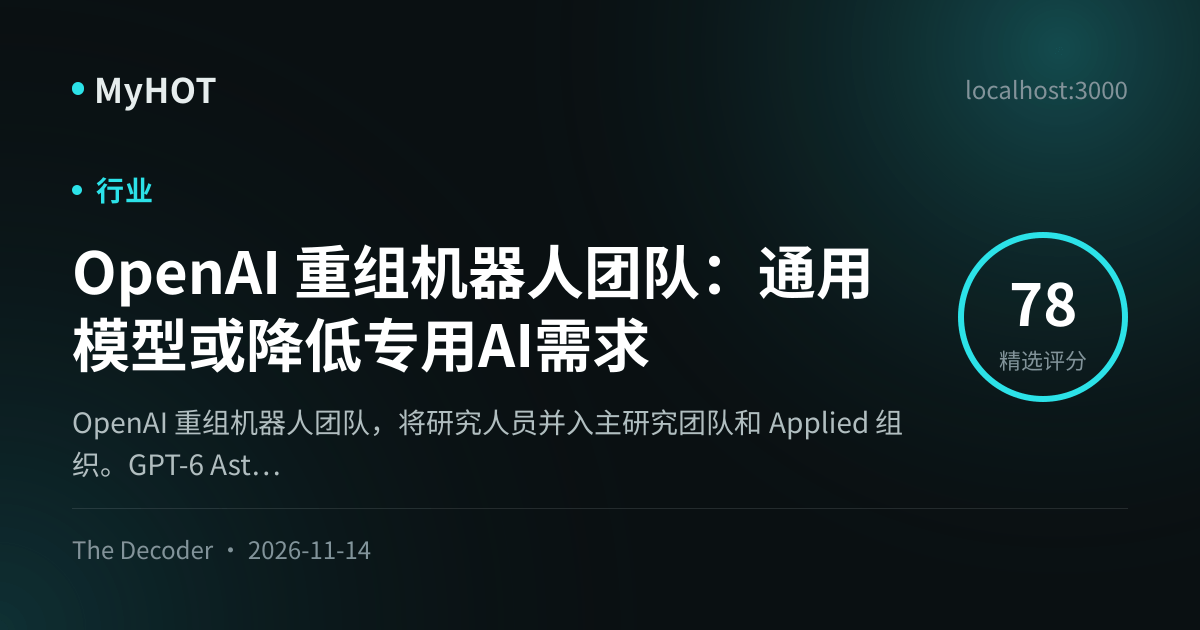 MyHOT
localhost:3000
行业
OpenAI 重组机器人团队：通用
模型或降低专用AI需求
78
精选评分
OpenAI 重组机器人团队，将研究人员并入主研究团队和 Applied 组
织。GPT-6 Ast…
The Decoder · 2026-11-14